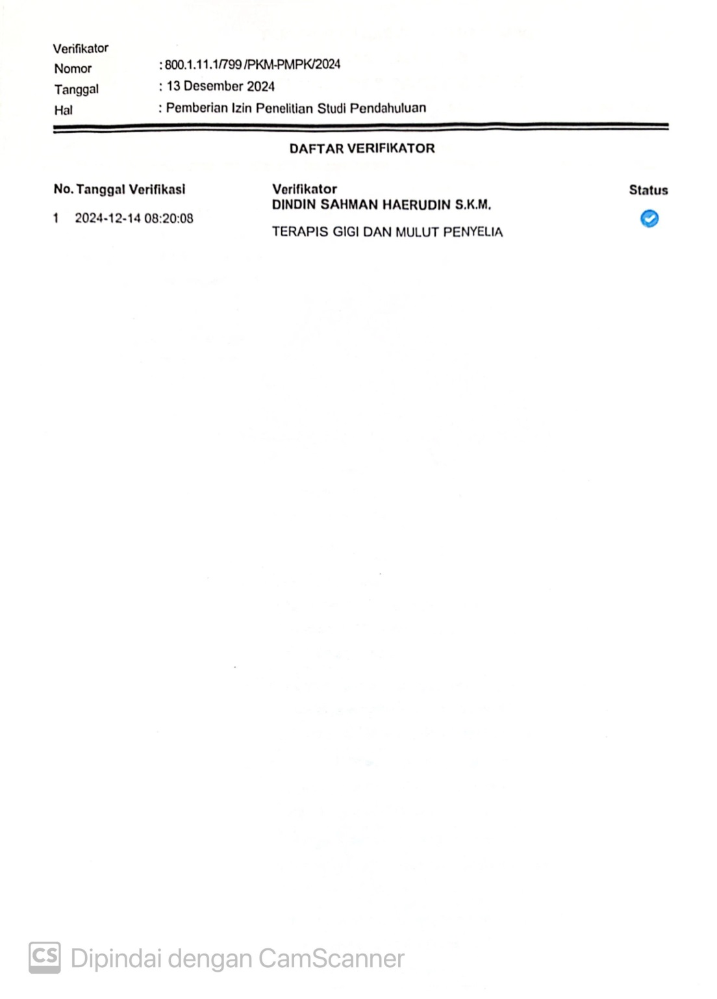 Verifikator
Nomor : 800.1.11.1/799 /PKM-PMPK/2024
Tanggal : 13 Desember 2024
Hal : Pemberian Izin Penelitian Studi Pendahuluan
DAFTAR VERIFIKATOR
No. Tanggal Verifikasi Verifikator Status
DINDIN SAHMAN HAERUDIN S.K.M.
1 2024-12-14 08:20:08
TERAPIS GIGI DAN MULUT PENYELIA
CS Dipindai dengan CamScanner